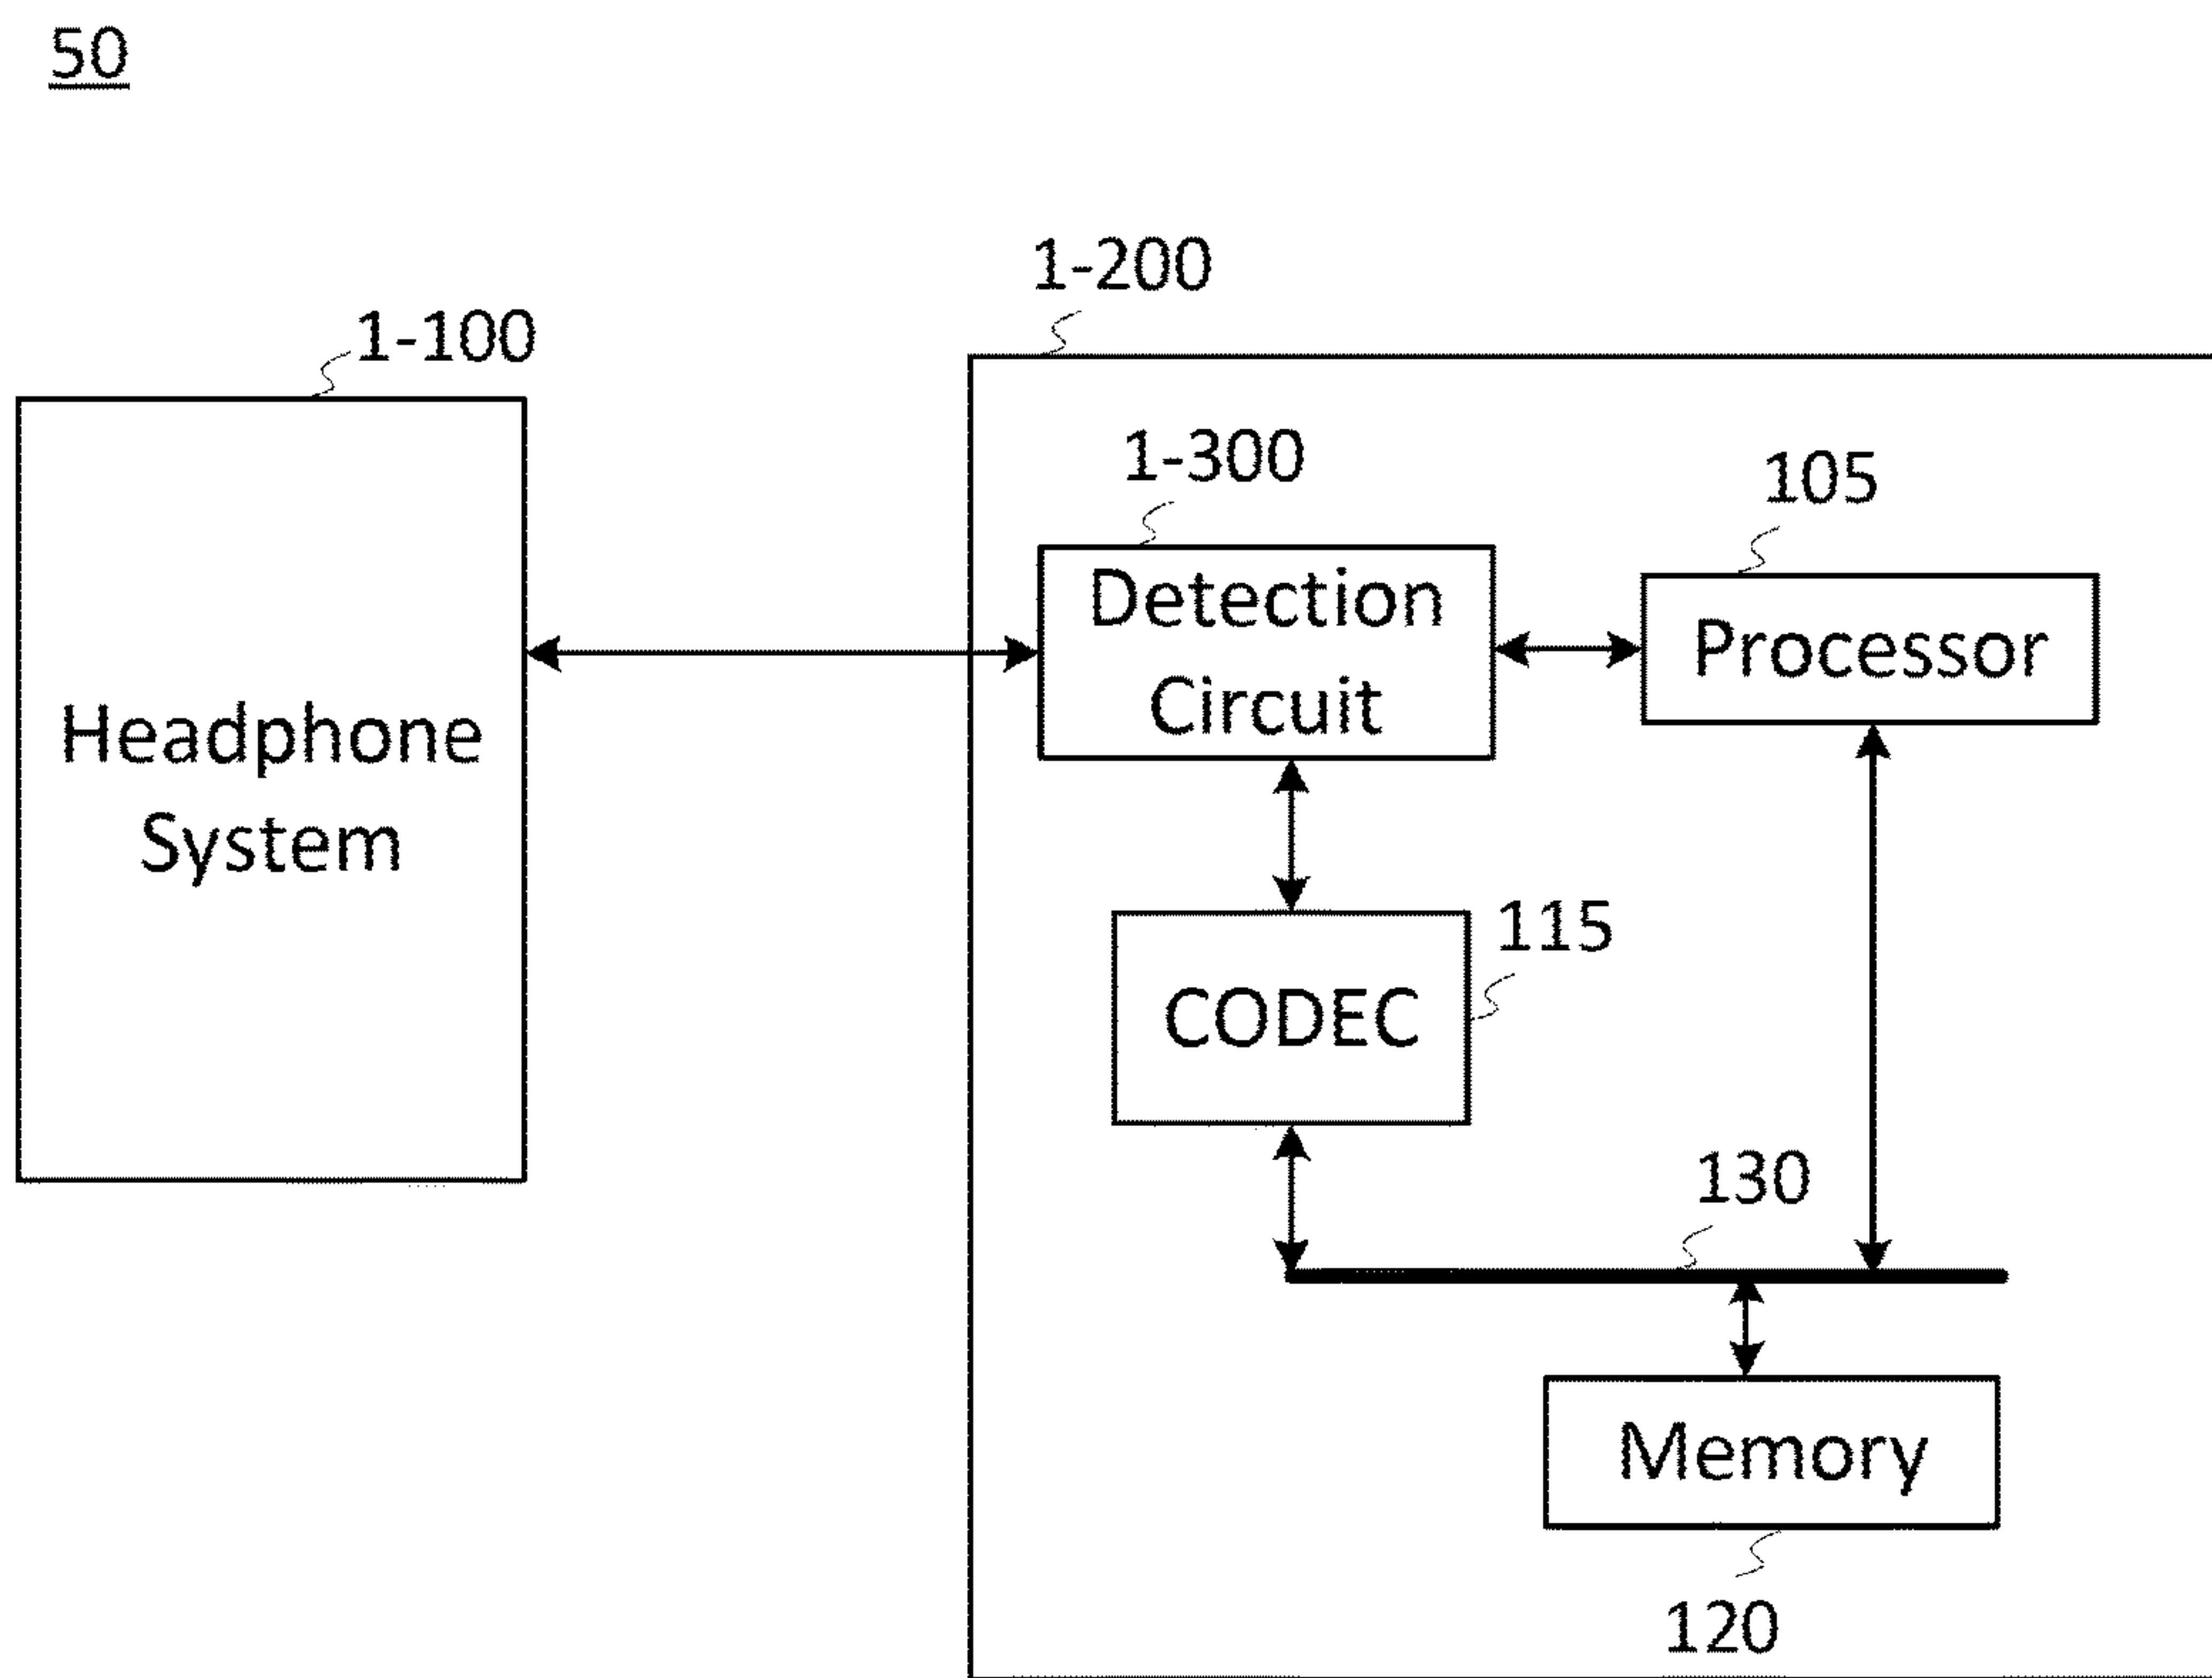 50
1-200
1-100
1-300
105
Detection
Circuit
Processor
Headphone
System
115
CODEC
130
Memory
120